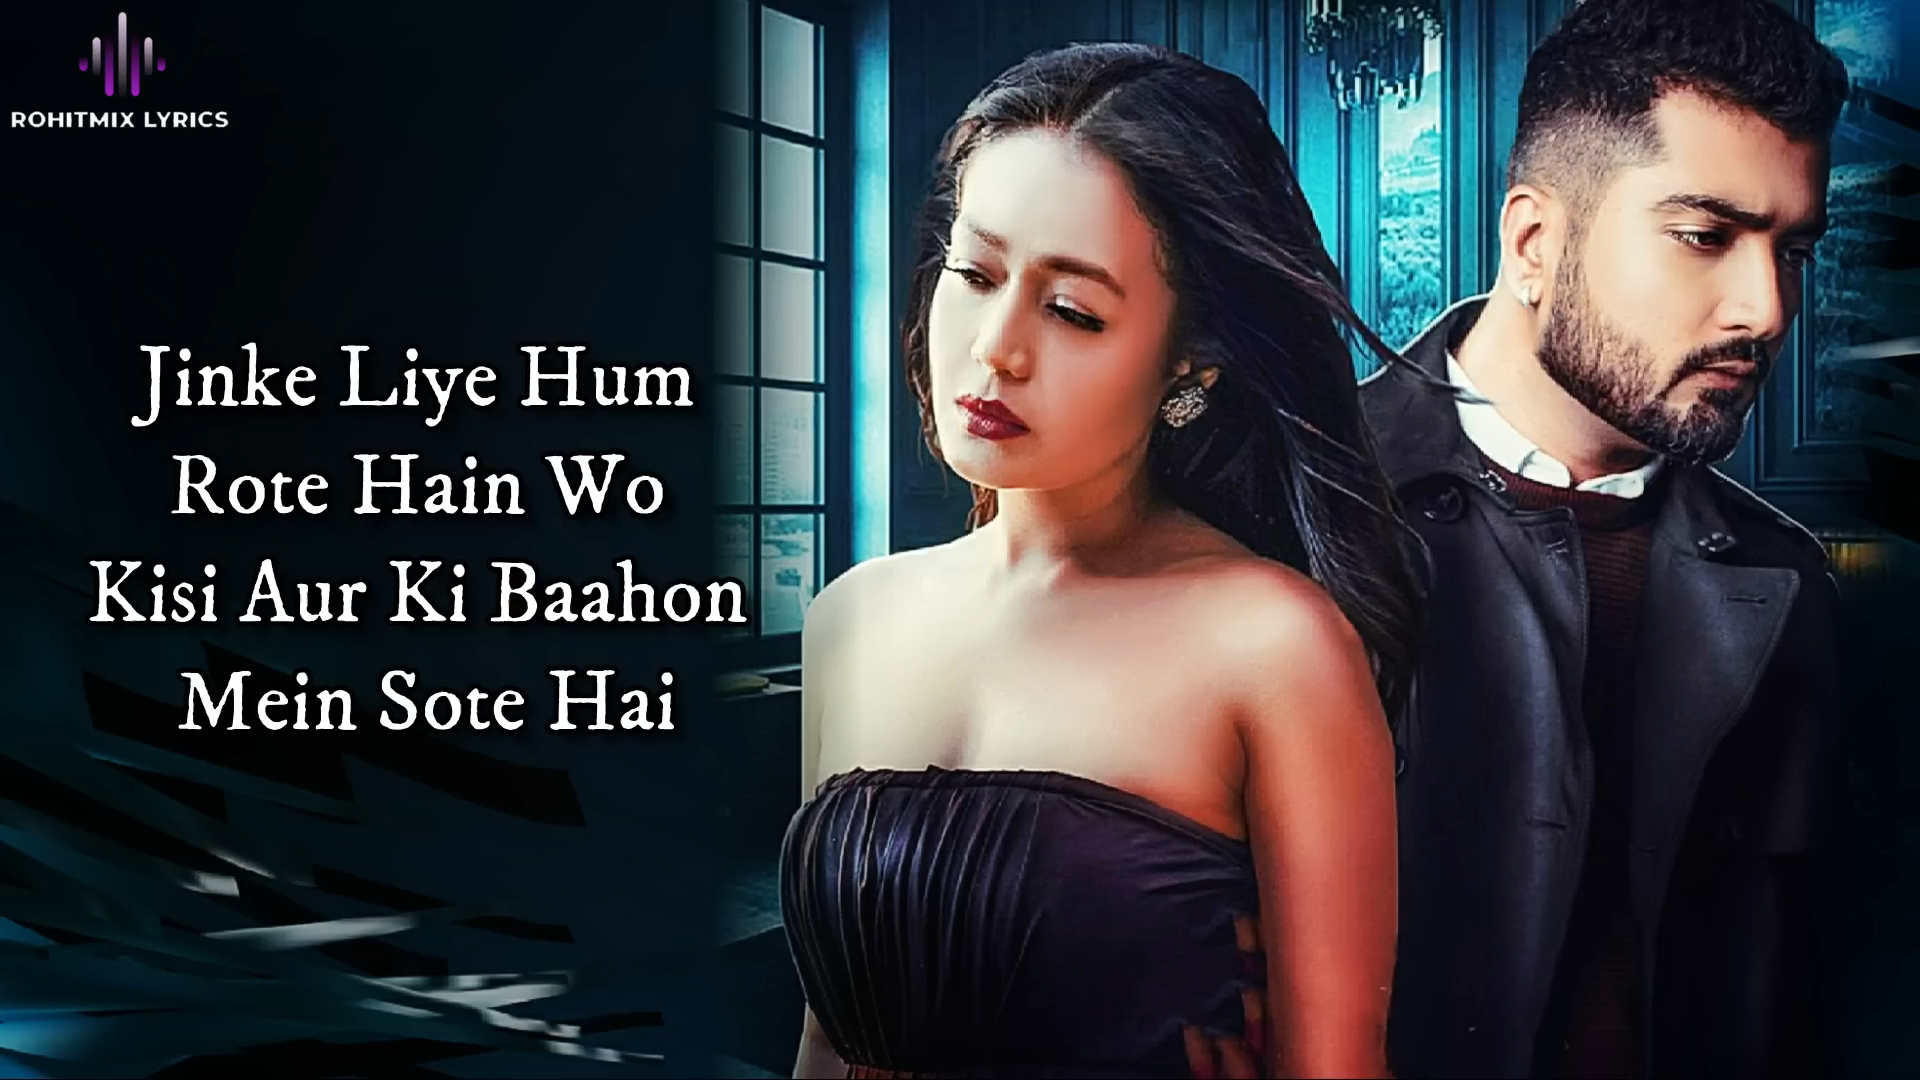 ROHITMIX LYRICS
Jinke Liye Hum
Rote Hain Wo
Kisi Aur Ki Baahon
Mein Sote Hai